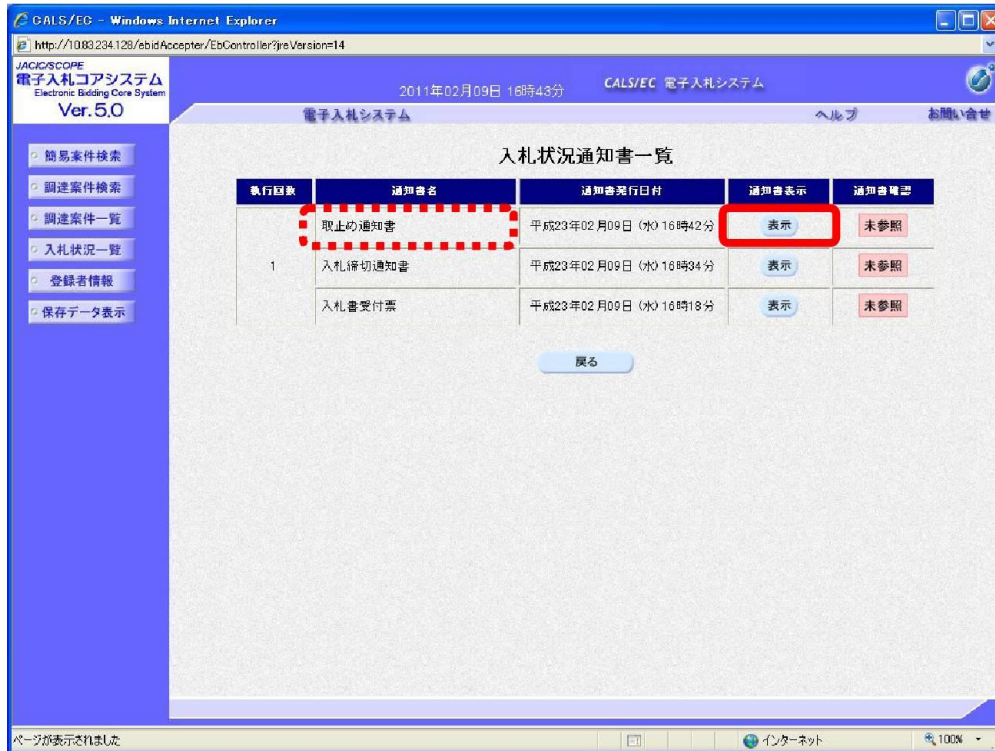 CALS/EC - Windows Internet Explorer
http://10.83.234.128/ebidAccepter/EbController?jreVersion=14
JACIC/SCOPE
電子入札コアシステム
Electronic Bidding Core System
Ver.5.0
2011年02月09日 16時43分
CALS/EC 電子入札システム
電子入札システム
ヘルプ
お問い合せ
簡易案件検索
調達案件検索
調達案件一覧
入札状況一覧
登録者情報
保存データ表示
入札状況通知書一覧
執行回数 通知書名 通知書発行日付 通知書表示 通知書確認
取止め通知書 平成23年02月09日 (水) 16時42分 表示 未参照
1 入札締切通知書 平成23年02月09日 (水) 16時34分 表示 未参照
入札書受付票 平成23年02月09日 (水) 16時18分 表示 未参照
戻る
ページが表示されました
インターネット
100%